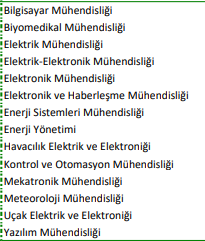 Bilgisayar Mühendisliği
Biyomedikal Mühendisliği
Elektrik Mühendisliği
Elektrik-Elektronik Mühendisliği
Elektronik Mühendisliği
Elektronik ve Haberleşme Mühendisliği
Enerji Sistemleri Mühendisliği
Enerji Yönetimi
Havacılık Elektrik ve Elektroniği
Kontrol ve Otomasyon Mühendisliği
Mekatronik Mühendisliği
Meteoroloji Mühendisliği
Uçak Elektrik ve Elektroniği
Yazılım Mühendisliği